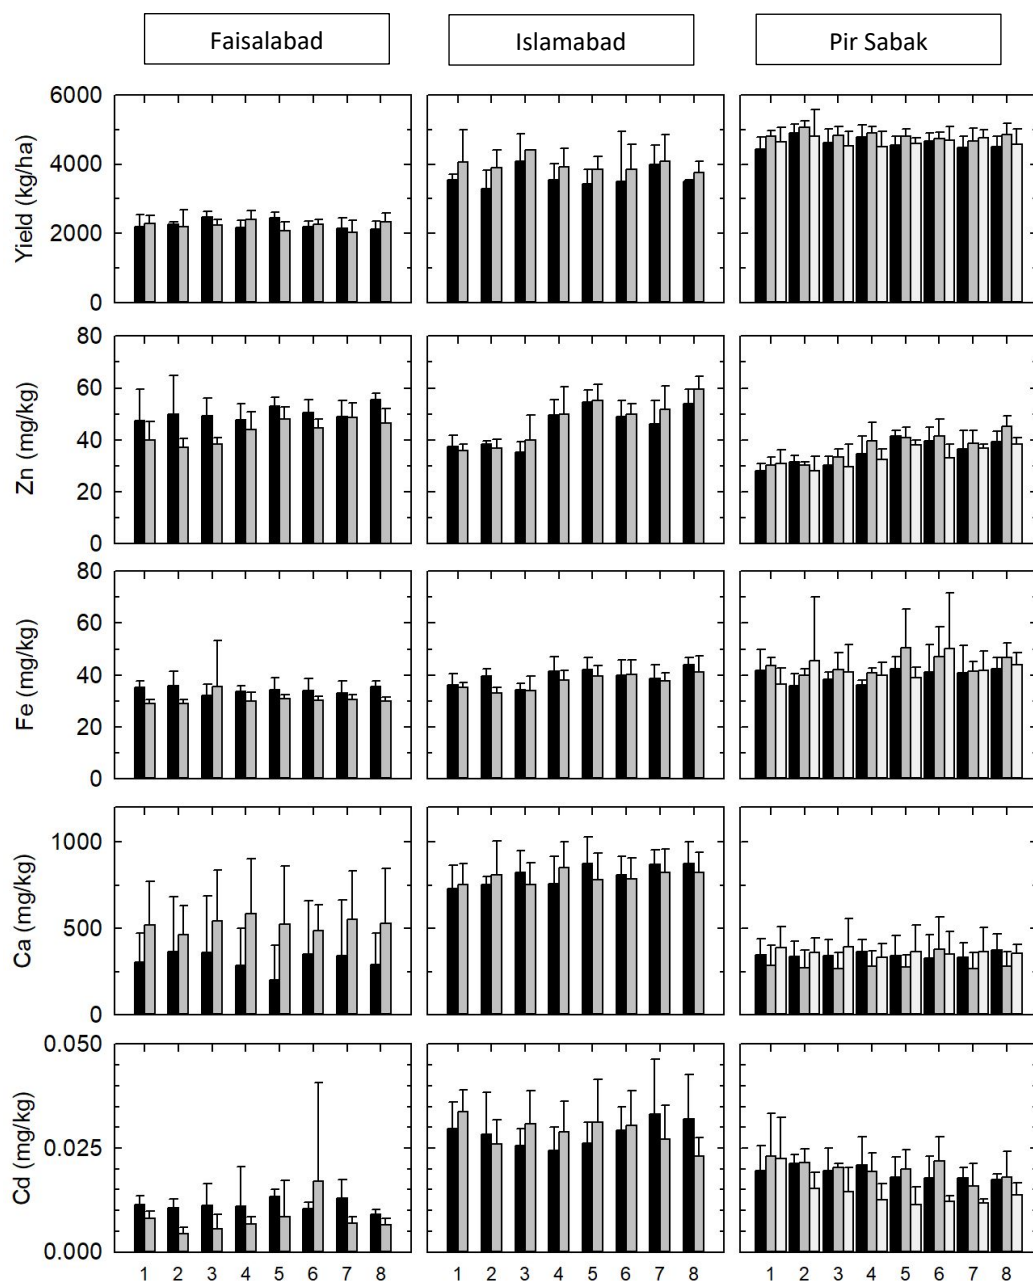 Faisalabad Islamabad Pir Sabak
Yield (kg/ha)
6000
4000
2000
0
Zn (mg/kg)
80
60
40
20
0
Fe (mg/kg)
80
60
40
20
0
Ca (mg/kg)
1000
500
0
Cd (mg/kg)
0.050
0.025
0.000
1 2 3 4 5 6 7 8 1 2 3 4 5 6 7 8 1 2 3 4 5 6 7 8